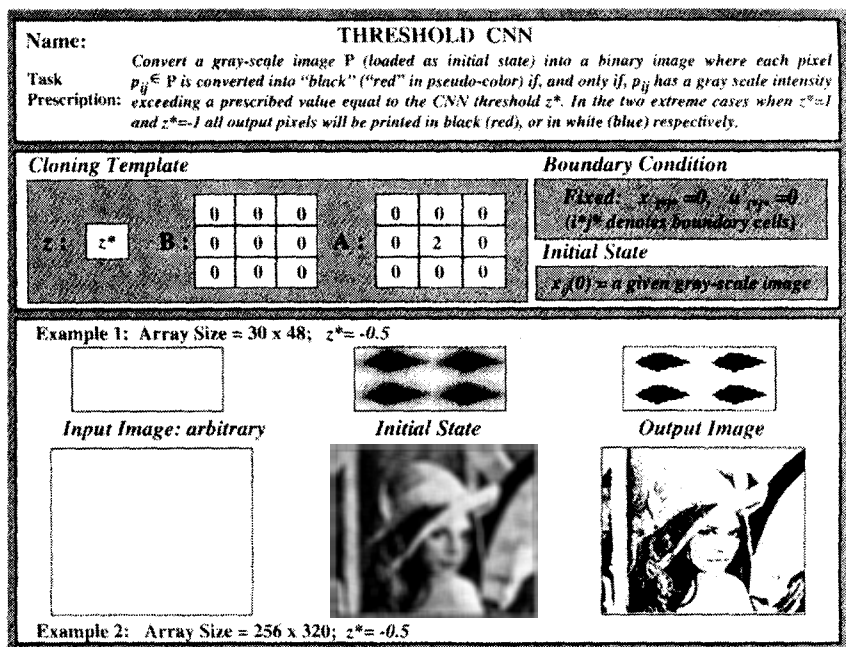 Name: THRESHOLD CNN
Task Prescription: Convert a gray-scale image P (loaded as initial state) into a binary image where each pixel
p_ij ∈ P is converted into "black" ("red" in pseudo-color) if, and only if, p_ij has a gray scale intensity
exceeding a prescribed value equal to the CNN threshold z*. In the two extreme cases when z*=1
and z*=-1 all output pixels will be printed in black (red), or in white (blue) respectively.
Cloning Template
z : z* B : A :
0 0 0 0 0 0
0 0 0 0 2 0
0 0 0 0 0 0
Boundary Condition
Fixed: x i*j* =0, u i*j* =0
(i*j* denotes boundary cells)
Initial State
x_ij(0) = a given gray-scale image
Example 1: Array Size = 30 x 48; z*= -0.5
Input Image: arbitrary Initial State Output Image
Example 2: Array Size = 256 x 320; z*= -0.5